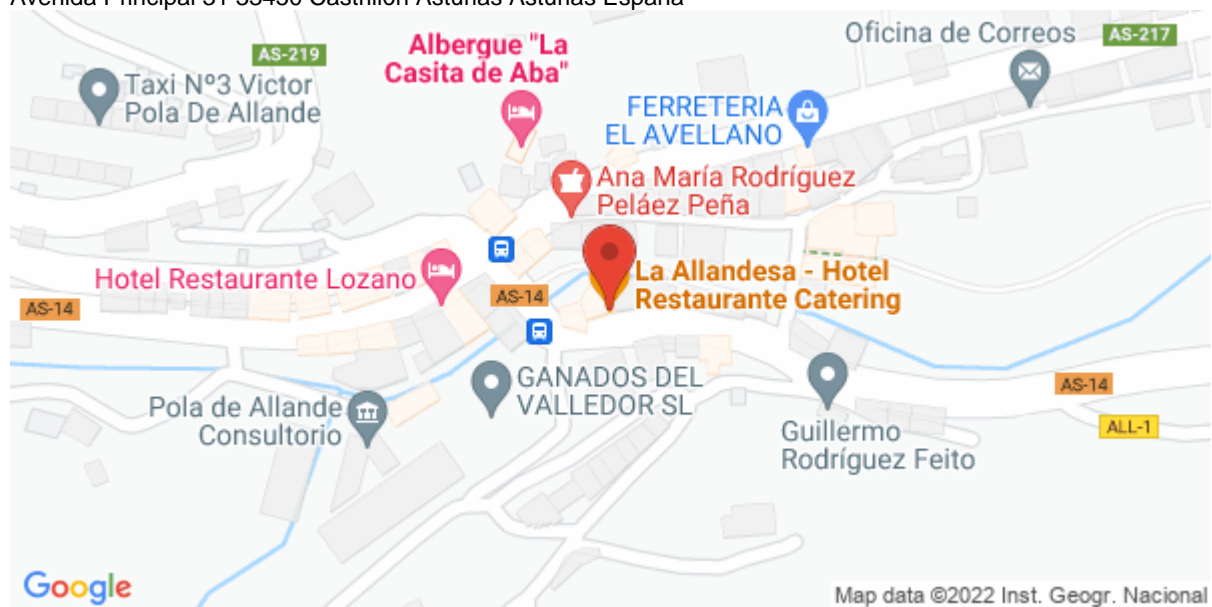 Avenida Principal 31 33450 Castrillón Asturias Asturias España
AS-219
Albergue "La
Casita de Aba"
Oficina de Correos
AS-217
Taxi Nº3 Victor
Pola De Allande
FERRETERIA
EL AVELLANO
Ana María Rodríguez
Peláez Peña
Hotel Restaurante Lozano
La Allandesa - Hotel
Restaurante Catering
AS-14
AS-14
GANADOS DEL
VALLEDOR SL
AS-14
Pola de Allande
Consultorio
ALL-1
Guillermo
Rodríguez Feito
Google
Map data ©2022 Inst. Geogr. Nacional